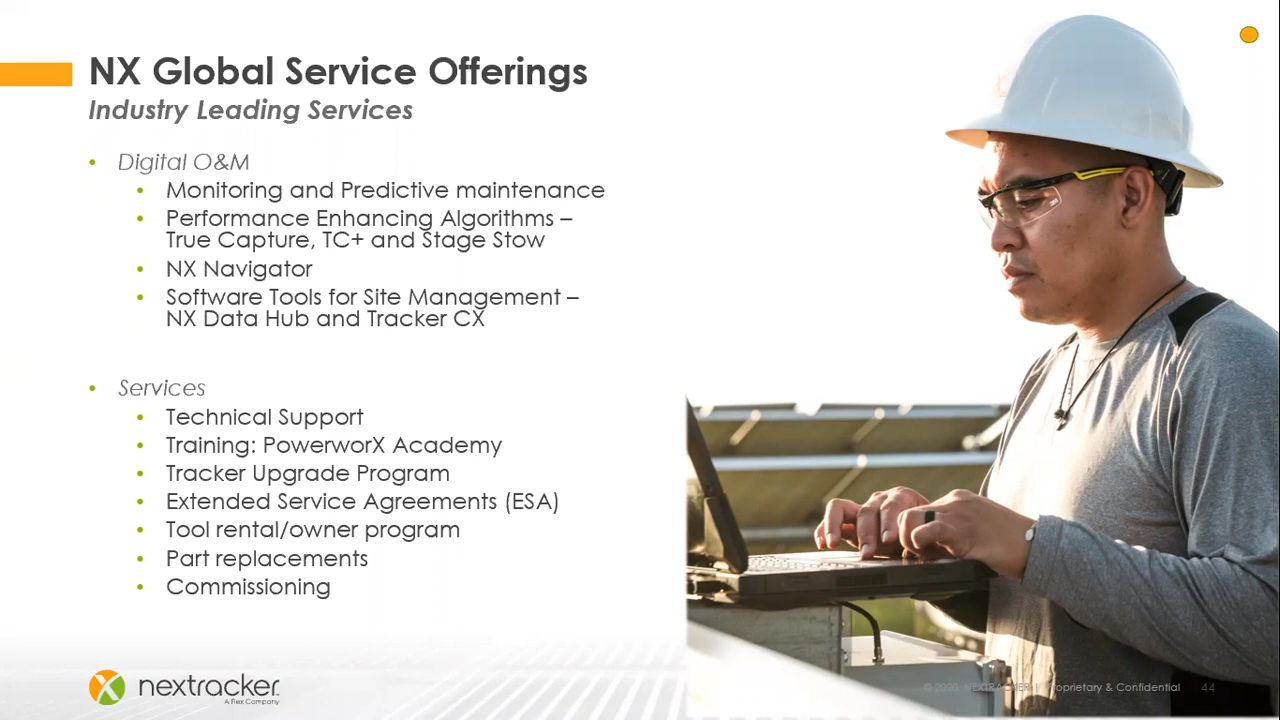 NX Global Service Offerings
Industry Leading Services
• Digital O&M
• Monitoring and Predictive maintenance
• Performance Enhancing Algorithms –
True Capture, TC+ and Stage Stow
• NX Navigator
• Software Tools for Site Management –
NX Data Hub and Tracker CX
• Services
• Technical Support
• Training: PowerworX Academy
• Tracker Upgrade Program
• Extended Service Agreements (ESA)
• Tool rental/owner program
• Part replacements
• Commissioning
nextracker
A Flex Company
© NEXTRACKER | Proprietary & Confidential 44